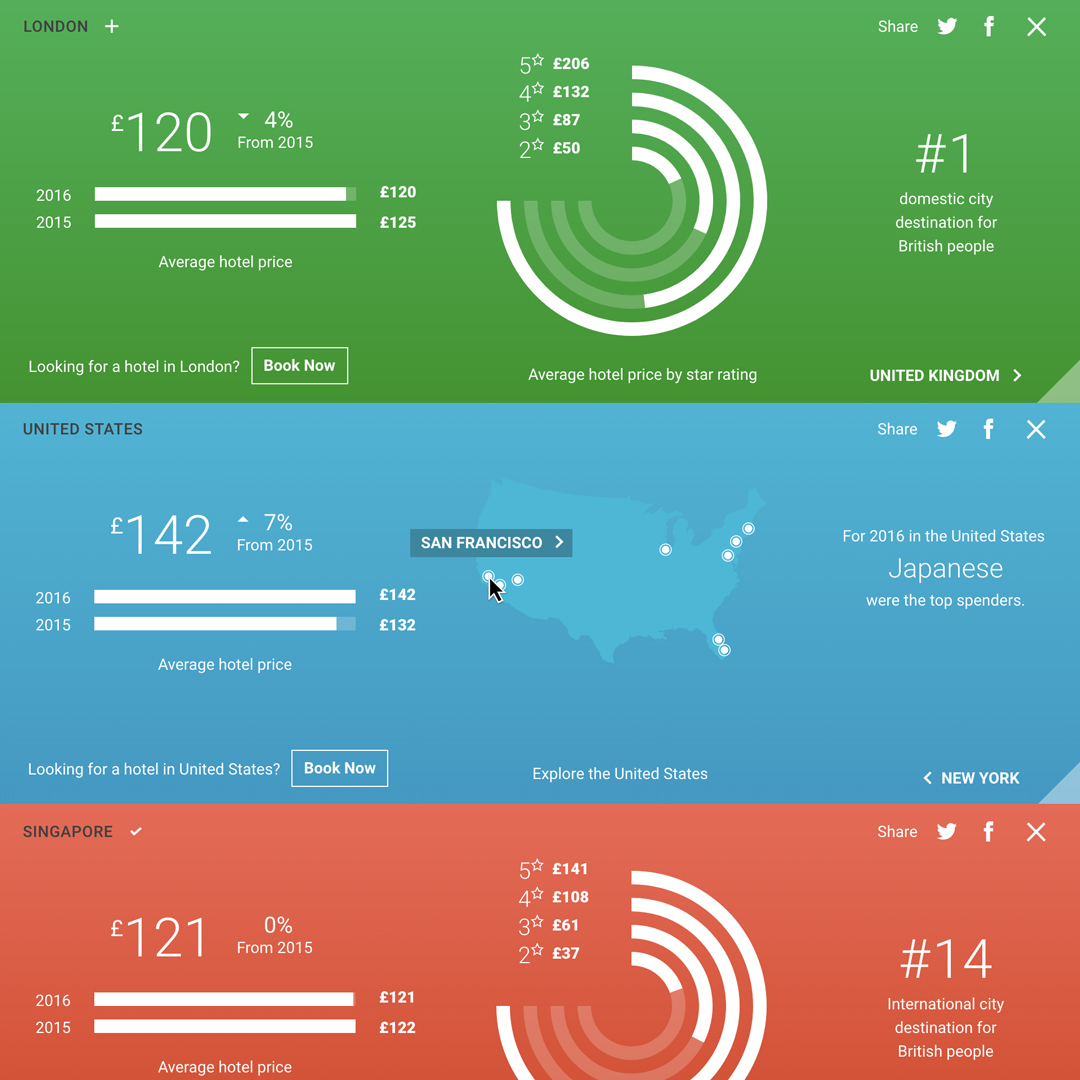 LONDON +
Share
£120
4%
From 2015
2016 £120
2015 £125
Average hotel price
Looking for a hotel in London? Book Now
5 £206
4 £132
3 £87
2 £50
Average hotel price by star rating
#1
domestic city
destination for
British people
UNITED KINGDOM
UNITED STATES
Share
£142
7%
From 2015
2016 £142
2015 £132
Average hotel price
Looking for a hotel in United States? Book Now
SAN FRANCISCO
Explore the United States
For 2016 in the United States
Japanese
were the top spenders.
NEW YORK
SINGAPORE
Share
£121
0%
From 2015
2016 £121
2015 £122
Average hotel price
5 £141
4 £108
3 £61
2 £37
#14
International city
destination for
British people